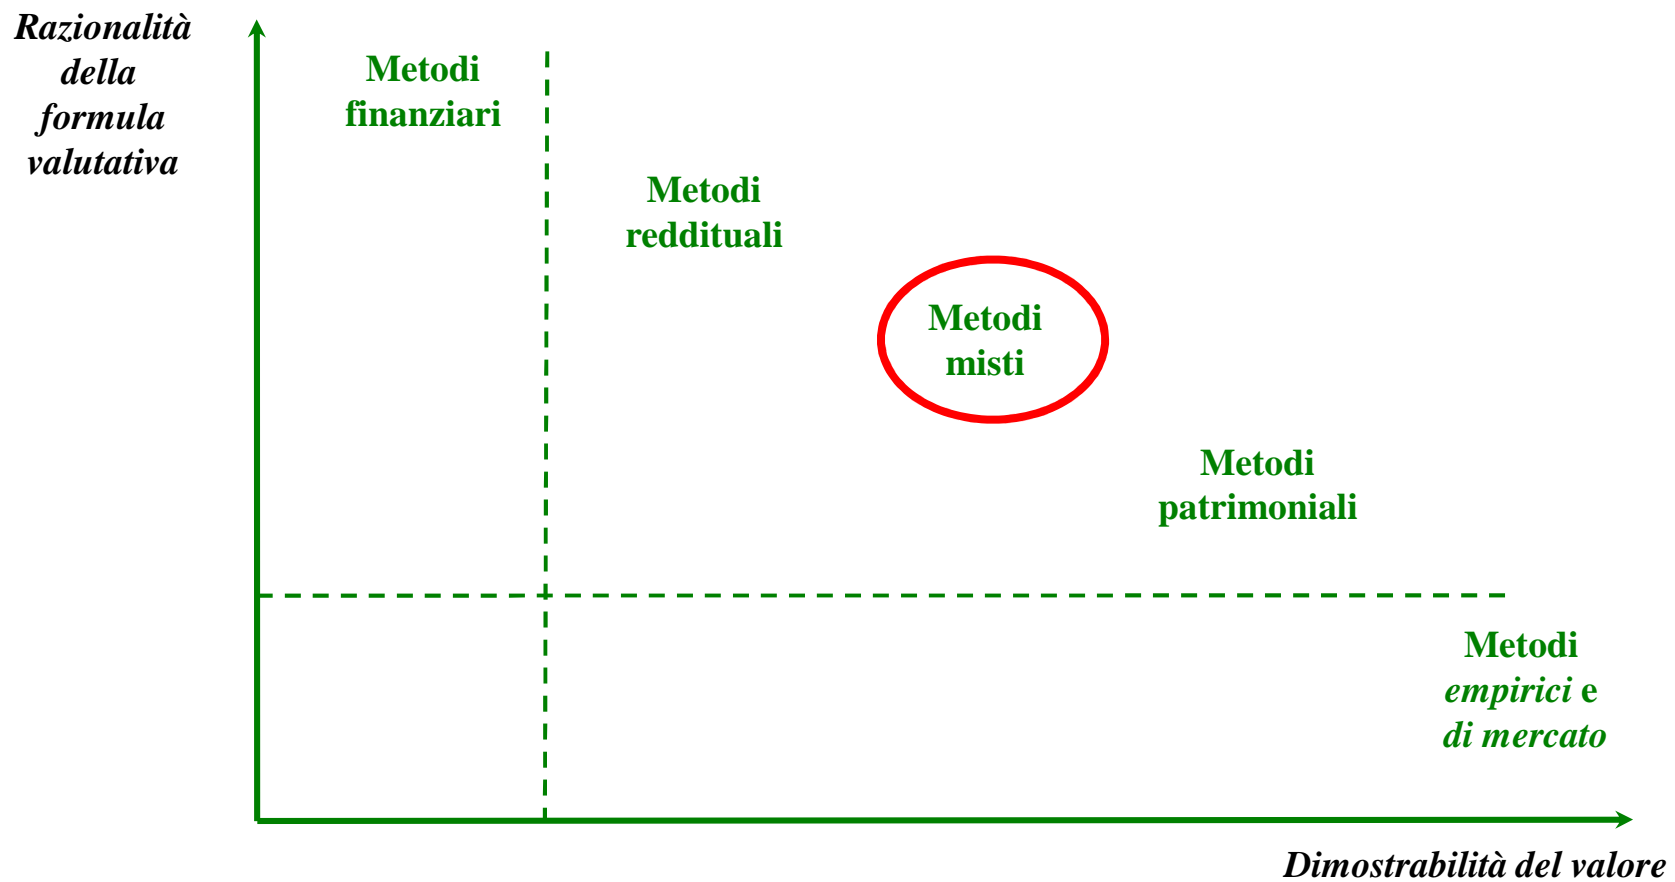 Razionalità
della
formula
valutativa
Metodi
finanziari
Metodi
reddituali
Metodi
misti
Metodi
patrimoniali
Metodi
empirici e
di mercato
Dimostrabilità del valore